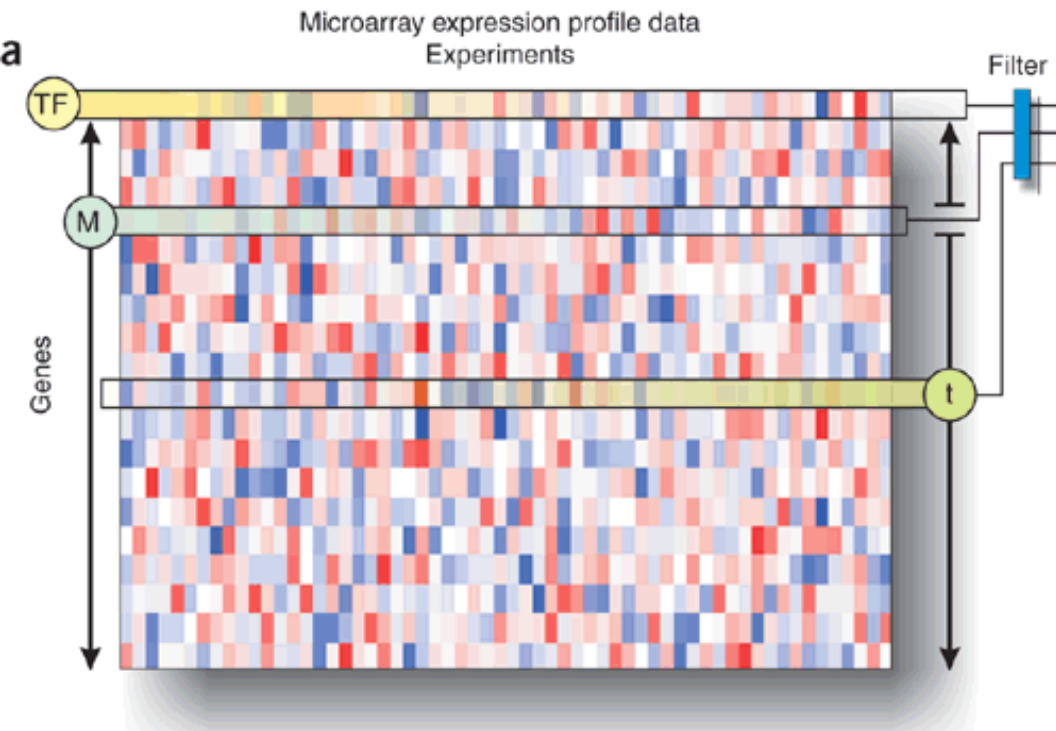 Microarray expression profile data
a
Experiments
Filter
TF
M
Genes
t